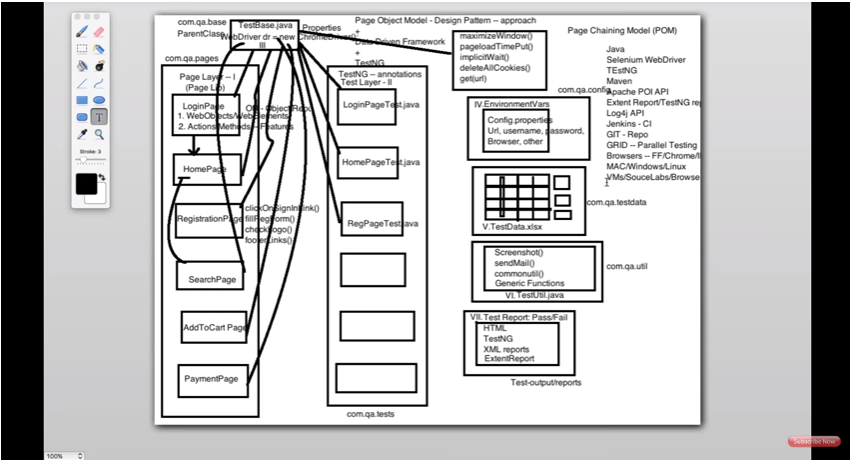 com.qa.base
ParentClass
TestBase.java
WebDriver dr = new ChromeDriver()
III
Properties
Page Object Model - Design Pattern -- approach
+
Data Driven Framework
+
TestNG
com.qa.pages
Page Layer -- I
(Page Lib)
LoginPage
1. WebObjects/WebElements
2. Actions/Methods -- Features
HomePage
RegistrationPage
clickOnSignInLink()
fillRegForm()
checkLogo()
footerLinks()
SearchPage
AddToCart Page
PaymentPage
TestNG -- annotations
Test Layer - II
LoginPageTest.java
HomePageTest.java
RegPageTest.java
com.qa.tests
maximizeWindow()
pageloadTimePut()
implicitWait()
deleteAllCookies()
get(url)
com.qa.config
IV.EnvironmentVars
Config.properties
Url, username, password,
Browser, other
V.TestData.xlsx
com.qa.testdata
Screenshot()
sendMail()
commonutil()
Generic Functions
VI.TestUtil.java
com.qa.util
VII.Test Report: Pass/Fail
HTML
TestNG
XML reports
ExtentReport
Test-output/reports
Page Chaining Model (POM)
Java
Selenium WebDriver
TEstNG
Maven
Apache POI API
Extent Report/TestNG
Log4j API
Jenkins - CI
GIT - Repo
GRID -- Parallel Testing
Browsers -- FF/Chrome/
MAC/Windows/Linux
VMs/SouceLabs/Browse
Stroke: 3
T
100%
Subscribe Now